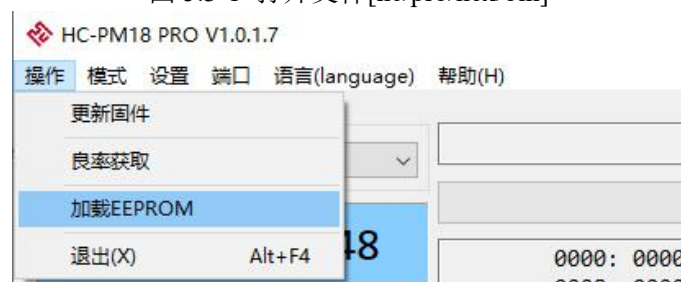 HC-PM18 PRO V1.0.1.7
操作 模式 设置 端口 语言(language) 帮助(H)
更新固件
良率获取
加载EEPROM
退出(X) Alt+F4
48
0000: 0000